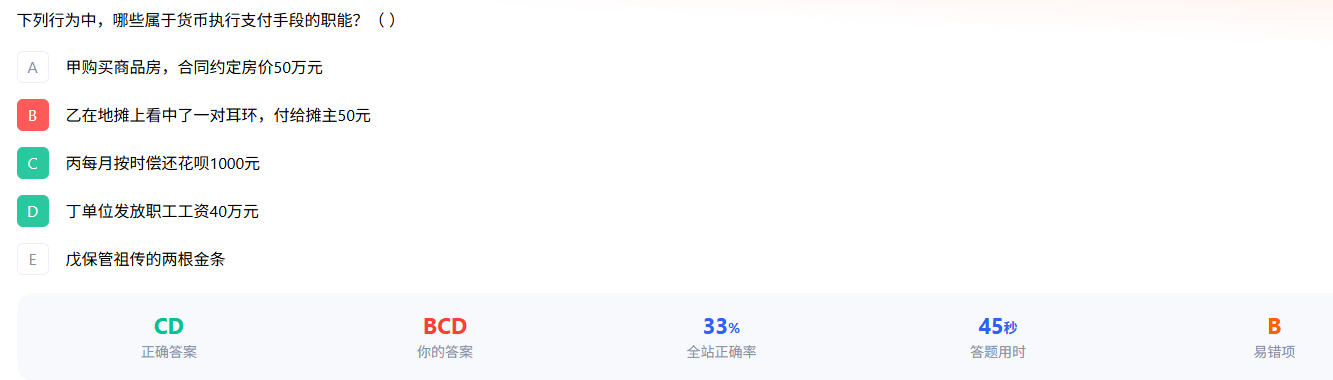 下列行为中，哪些属于货币执行支付手段的职能？（ ）
A 甲购买商品房，合同约定房价50万元
B 乙在地摊上看中了一对耳环，付给摊主50元
C 丙每月按时偿还花呗1000元
D 丁单位发放职工工资40万元
E 戊保管祖传的两根金条
CD BCD 33% 45秒 B
正确答案 你的答案 全站正确率 答题用时 易错项